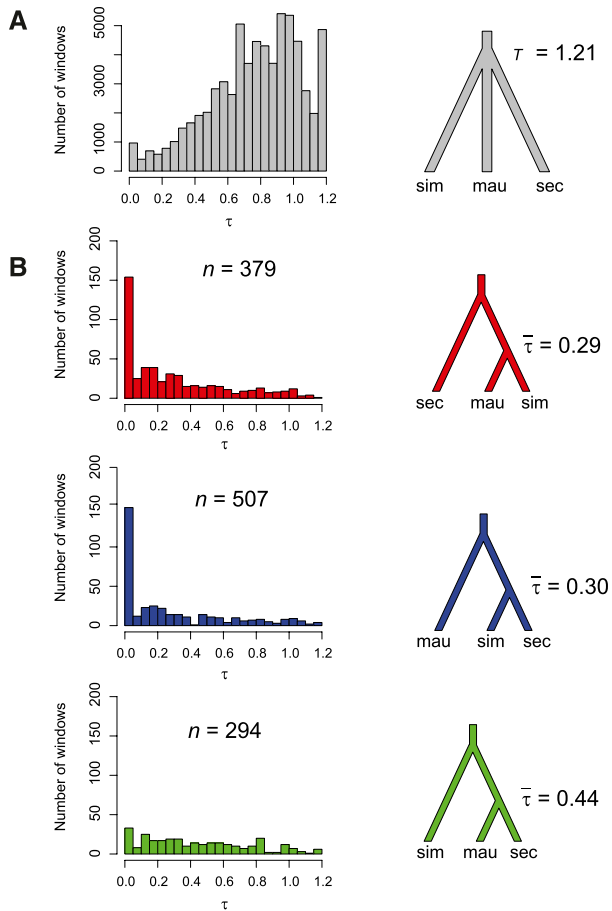 A
Number of windows
0
1000
3000
5000
0.0 0.2 0.4 0.6 0.8 1.0 1.2
τ
τ = 1.21
sim mau sec
B
Number of windows
0
50
100
150
200
n = 379
0.0 0.2 0.4 0.6 0.8 1.0 1.2
τ
τ̅ = 0.29
sec mau sim
Number of windows
0
50
100
150
200
n = 507
0.0 0.2 0.4 0.6 0.8 1.0 1.2
τ
τ̅ = 0.30
mau sim sec
Number of windows
0
50
100
150
200
n = 294
0.0 0.2 0.4 0.6 0.8 1.0 1.2
τ
τ̅ = 0.44
sim mau sec